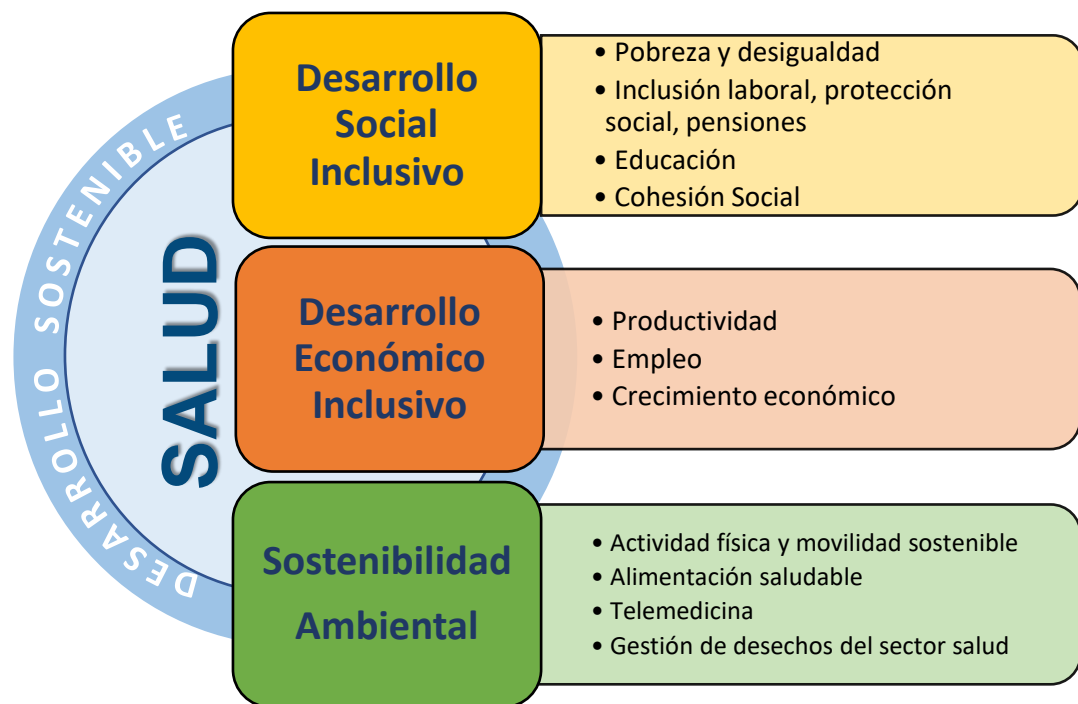 DESARROLLO SOSTENIBLE
SALUD
Desarrollo
Social
Inclusivo
• Pobreza y desigualdad
• Inclusión laboral, protección
social, pensiones
• Educación
• Cohesión Social
Desarrollo
Económico
Inclusivo
• Productividad
• Empleo
• Crecimiento económico
Sostenibilidad
Ambiental
• Actividad física y movilidad sostenible
• Alimentación saludable
• Telemedicina
• Gestión de desechos del sector salud